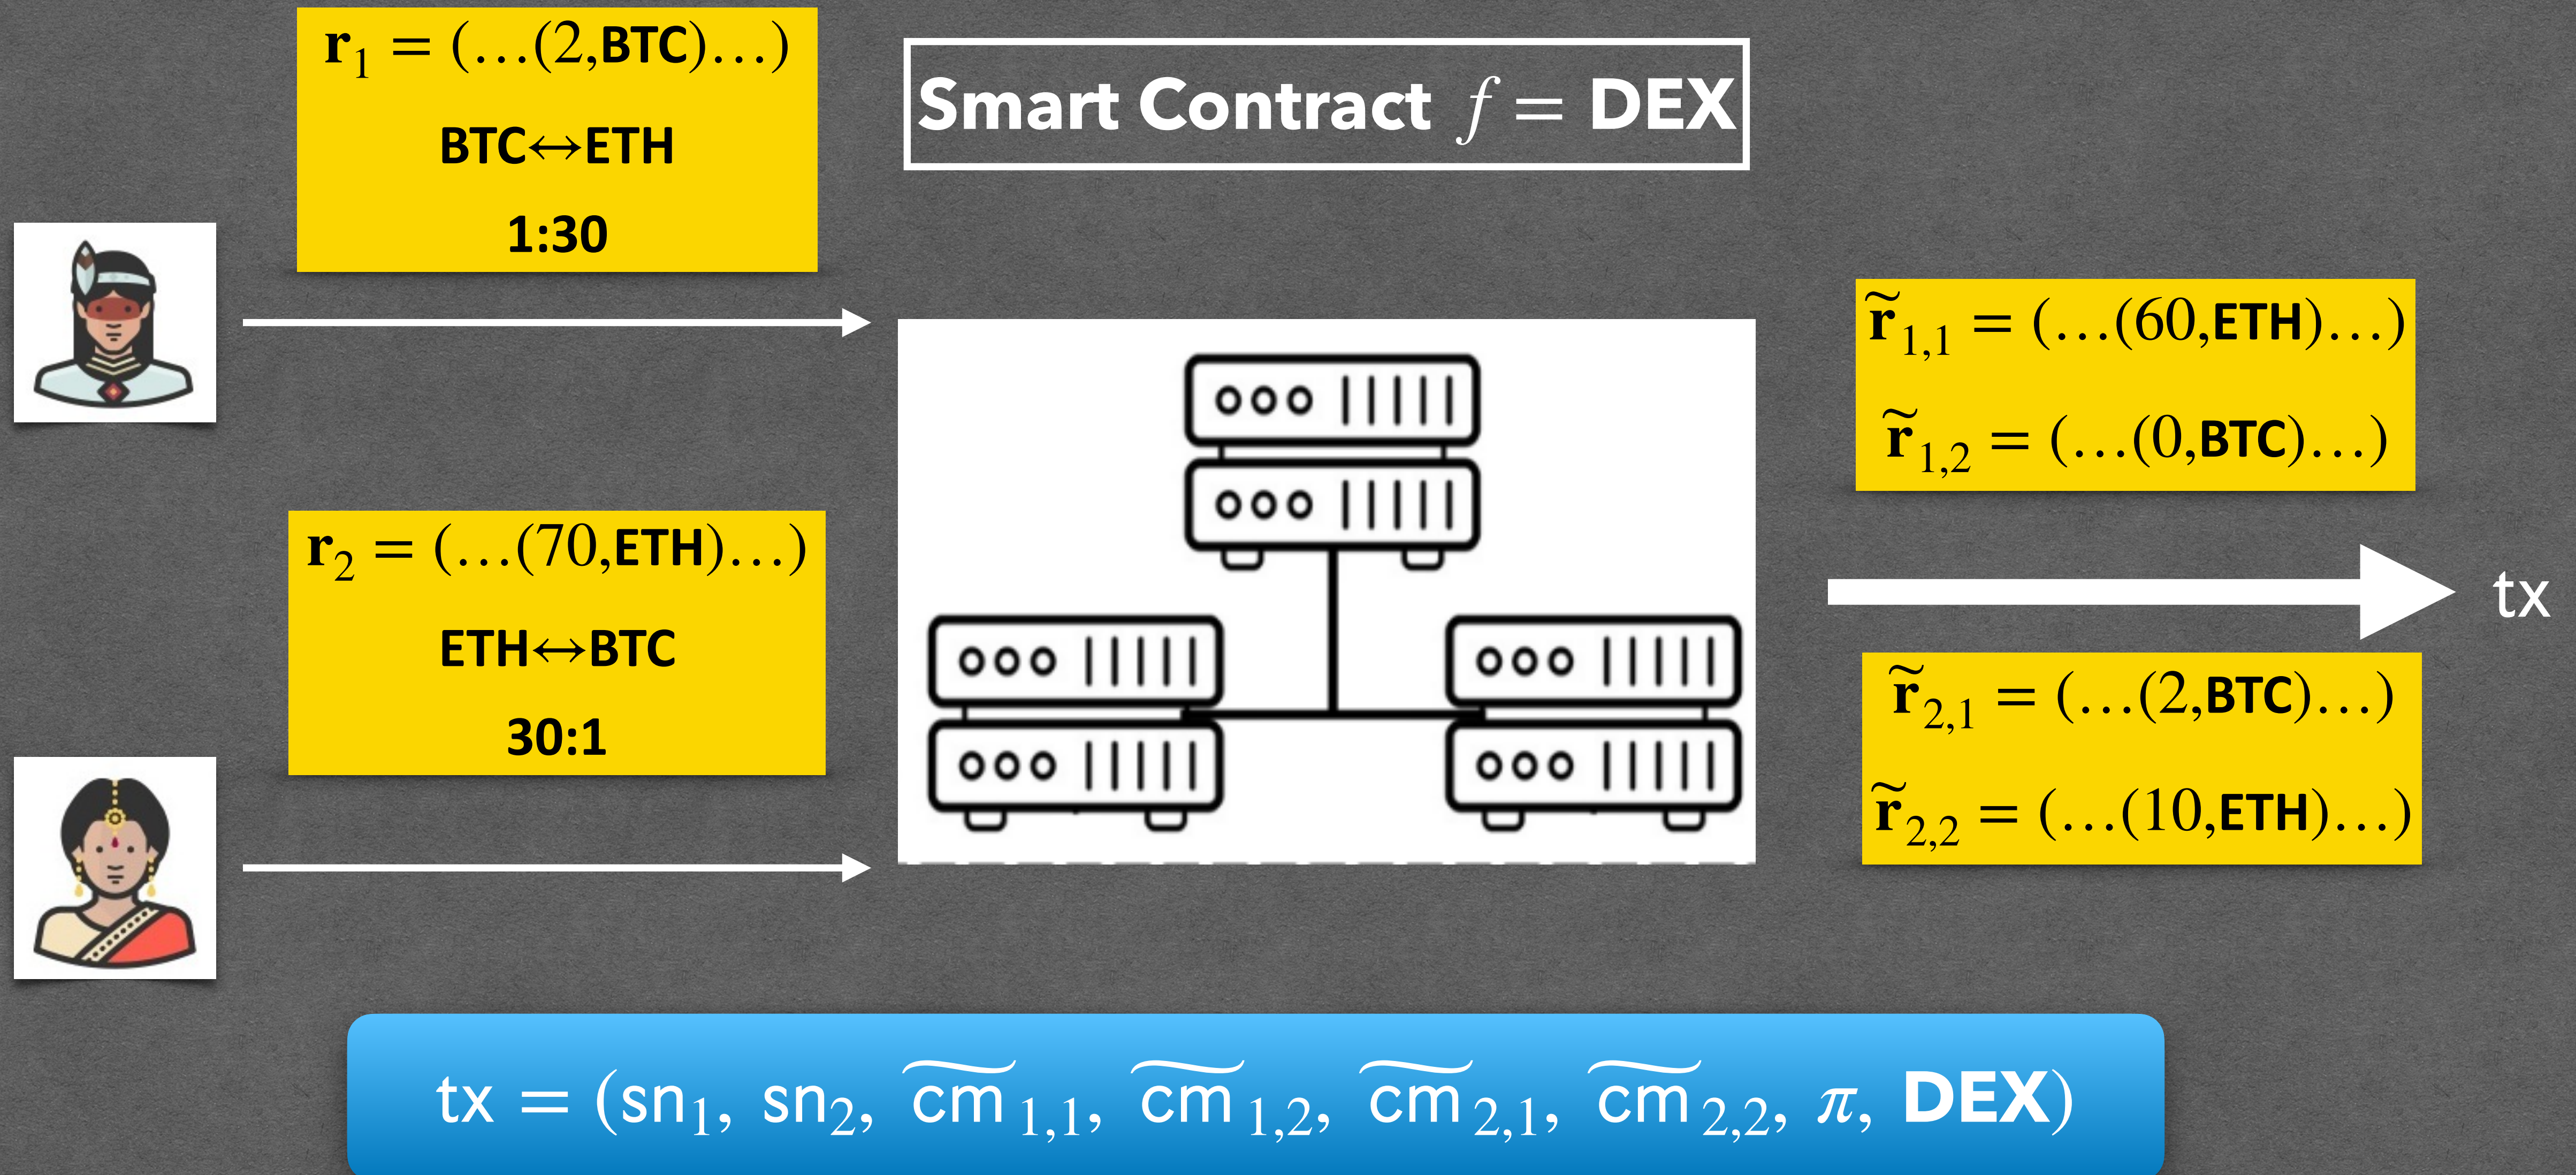 𝐫₁ = (…(2,BTC)…)
BTC↔ETH
1:30
Smart Contract f = DEX
𝐫₂ = (…(70,ETH)…)
ETH↔BTC
30:1
𝐫̃₁,₁ = (…(60,ETH)…)
𝐫̃₁,₂ = (…(0,BTC)…)
tx
𝐫̃₂,₁ = (…(2,BTC)…)
𝐫̃₂,₂ = (…(10,ETH)…)
tx = (sn₁, sn₂, c͠m₁,₁, c͠m₁,₂, c͠m₂,₁, c͠m₂,₂, π, DEX)